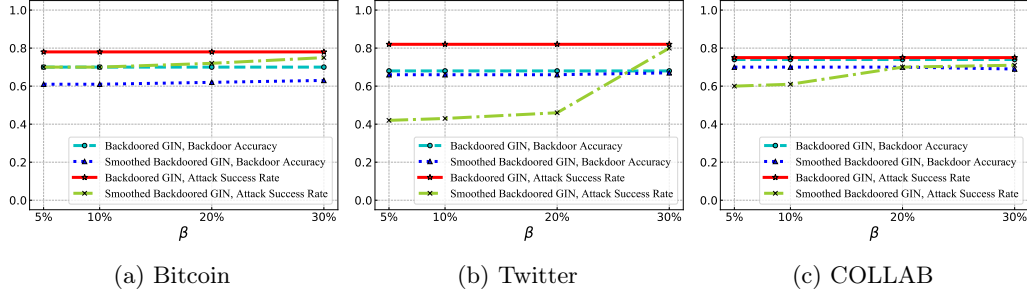 1.0
0.8
0.6
0.4
0.2
0.0
Backdoored GIN, Backdoor Accuracy
Smoothed Backdoored GIN, Backdoor Accuracy
Backdoored GIN, Attack Success Rate
Smoothed Backdoored GIN, Attack Success Rate
5% 10% 20% 30%
β
(a) Bitcoin
1.0
0.8
0.6
0.4
0.2
0.0
Backdoored GIN, Backdoor Accuracy
Smoothed Backdoored GIN, Backdoor Accuracy
Backdoored GIN, Attack Success Rate
Smoothed Backdoored GIN, Attack Success Rate
5% 10% 20% 30%
β
(b) Twitter
1.0
0.8
0.6
0.4
0.2
0.0
Backdoored GIN, Backdoor Accuracy
Smoothed Backdoored GIN, Backdoor Accuracy
Backdoored GIN, Attack Success Rate
Smoothed Backdoored GIN, Attack Success Rate
5% 10% 20% 30%
β
(c) COLLAB